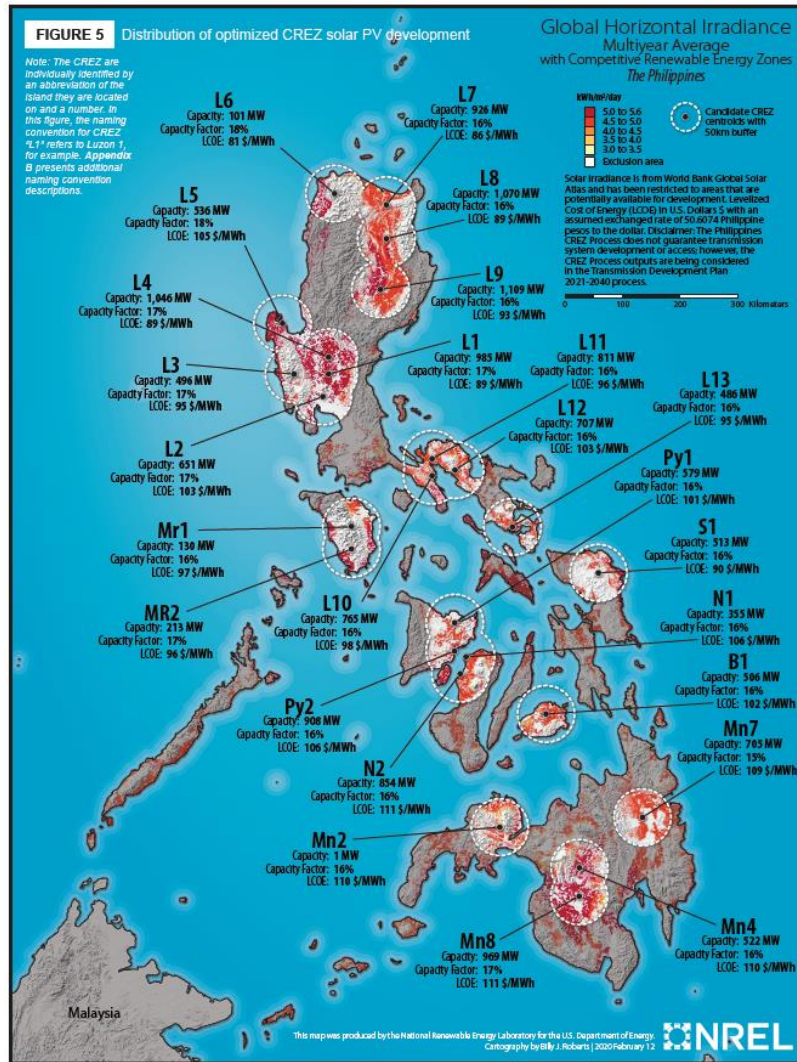 FIGURE 5 Distribution of optimized CREZ solar PV development
Note: The CREZ are
individually identified by
an abbreviation of the
island they are located
on and a number. In
this figure, the naming
convention for CREZ
"L1" refers to Luzon 1,
for example. Appendix
B presents additional
naming convention
descriptions.
Global Horizontal Irradiance
Multiyear Average
with Competitive Renewable Energy Zones
The Philippines
kWh/m²/day
5.0 to 5.6
4.5 to 5.0
4.0 to 4.5
3.5 to 4.0
3.0 to 3.5
Exclusion area
Candidate CREZ
centroids with
50km buffer
Solar irradiance is from World Bank Global Solar
Atlas and has been restricted to areas that are
potentially available for development. Levelized
Cost of Energy (LCOE) in U.S. Dollars $ with an
assumed exchanged rate of 50.6074 Philippine
pesos to the dollar. Disclaimer: The Philippines
CREZ Process does not guarantee transmission
system development or access; however, the
CREZ Process outputs are being considered
in the Transmission Development Plan
2021-2040 process.
0 100 200 300 Kilometers
L6
Capacity: 101 MW
Capacity Factor: 18%
LCOE: 81 $/MWh
L7
Capacity: 926 MW
Capacity Factor: 16%
LCOE: 86 $/MWh
L8
Capacity: 1,070 MW
Capacity Factor: 16%
LCOE: 89 $/MWh
L5
Capacity: 536 MW
Capacity Factor: 18%
LCOE: 105 $/MWh
L9
Capacity: 1,109 MW
Capacity Factor: 16%
LCOE: 93 $/MWh
L4
Capacity: 1,046 MW
Capacity Factor: 17%
LCOE: 89 $/MWh
L1
Capacity: 985 MW
Capacity Factor: 17%
LCOE: 89 $/MWh
L11
Capacity: 811 MW
Capacity Factor: 16%
LCOE: 96 $/MWh
L3
Capacity: 496 MW
Capacity Factor: 17%
LCOE: 95 $/MWh
L13
Capacity: 486 MW
Capacity Factor: 16%
LCOE: 95 $/MWh
L12
Capacity: 707 MW
Capacity Factor: 16%
LCOE: 103 $/MWh
L2
Capacity: 651 MW
Capacity Factor: 17%
LCOE: 103 $/MWh
Py1
Capacity: 579 MW
Capacity Factor: 16%
LCOE: 101 $/MWh
Mr1
Capacity: 130 MW
Capacity Factor: 16%
LCOE: 97 $/MWh
S1
Capacity: 513 MW
Capacity Factor: 16%
LCOE: 90 $/MWh
MR2
Capacity: 213 MW
Capacity Factor: 17%
LCOE: 96 $/MWh
L10
Capacity: 765 MW
Capacity Factor: 16%
LCOE: 98 $/MWh
N1
Capacity: 355 MW
Capacity Factor: 16%
LCOE: 106 $/MWh
B1
Capacity: 506 MW
Capacity Factor: 16%
LCOE: 102 $/MWh
Py2
Capacity: 908 MW
Capacity Factor: 16%
LCOE: 106 $/MWh
Mn7
Capacity: 705 MW
Capacity Factor: 15%
LCOE: 109 $/MWh
N2
Capacity: 854 MW
Capacity Factor: 16%
LCOE: 111 $/MWh
Mn2
Capacity: 1 MW
Capacity Factor: 16%
LCOE: 110 $/MWh
Mn4
Capacity: 522 MW
Capacity Factor: 16%
LCOE: 110 $/MWh
Mn8
Capacity: 969 MW
Capacity Factor: 17%
LCOE: 111 $/MWh
Malaysia
This map was produced by the National Renewable Energy Laboratory for the U.S. Department of Energy.
Cartography by Billy J. Roberts | 2020 February 12
NREL